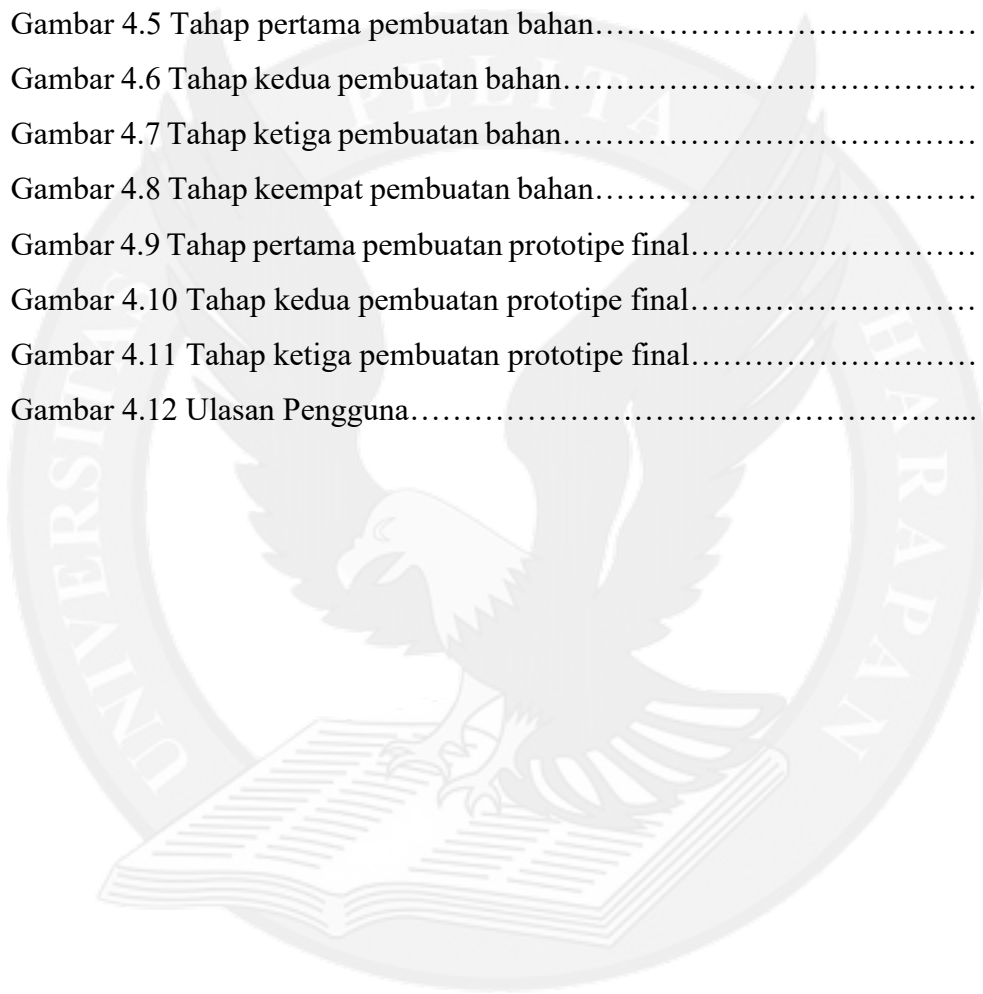 Gambar 4.5 Tahap pertama pembuatan bahan………………………………
Gambar 4.6 Tahap kedua pembuatan bahan…………………………………
Gambar 4.7 Tahap ketiga pembuatan bahan…………………………………
Gambar 4.8 Tahap keempat pembuatan bahan………………………………
Gambar 4.9 Tahap pertama pembuatan prototipe final………………………
Gambar 4.10 Tahap kedua pembuatan prototipe final………………………
Gambar 4.11 Tahap ketiga pembuatan prototipe final………………………
Gambar 4.12 Ulasan Pengguna……………………………………………...
UNIVERSITAS PELITA HARAPAN